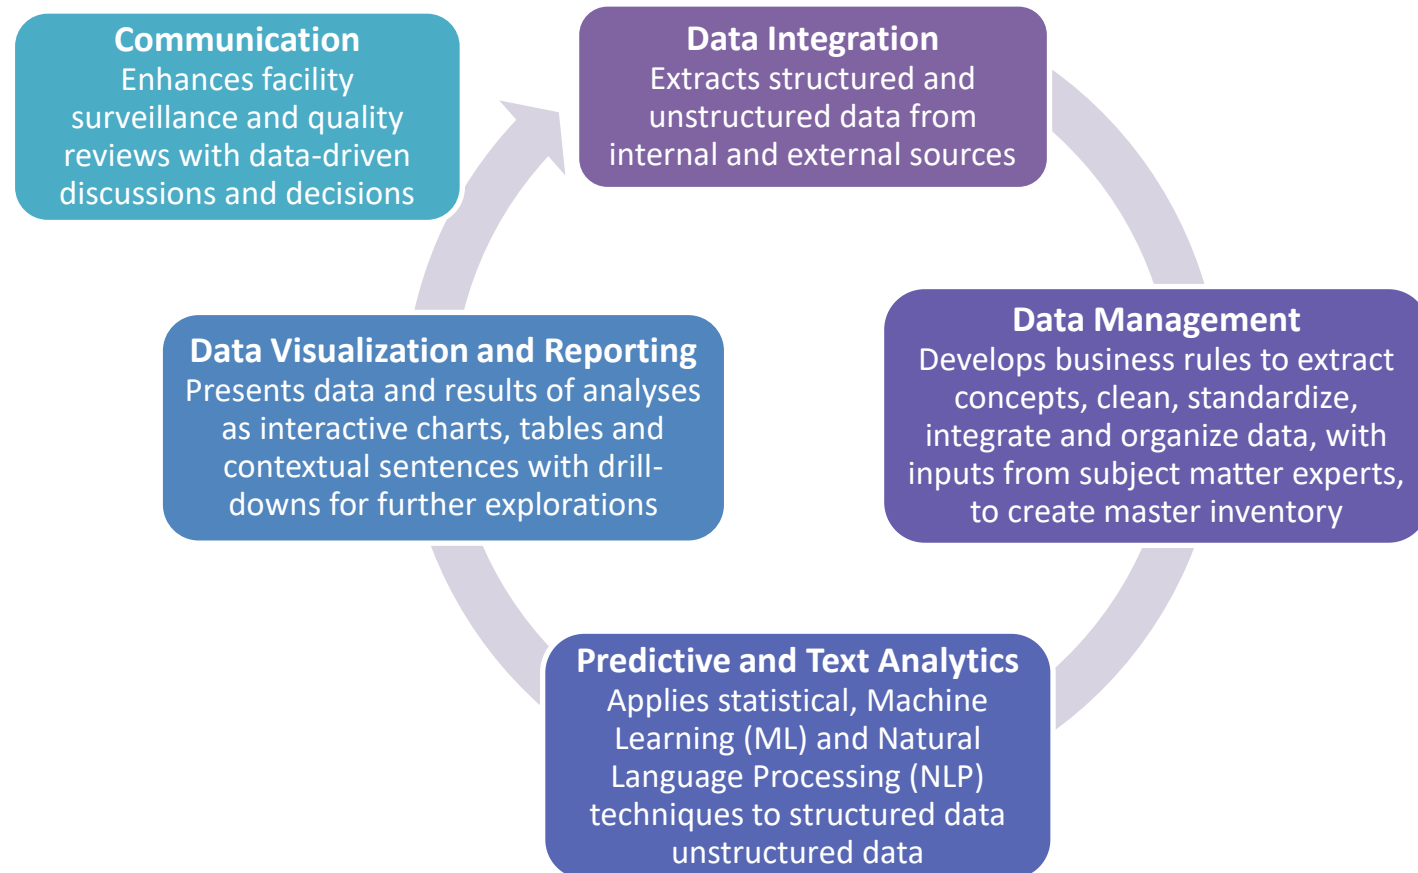 Communication
Enhances facility
surveillance and quality
reviews with data-driven
discussions and decisions
Data Integration
Extracts structured and
unstructured data from
internal and external sources
Data Management
Develops business rules to extract
concepts, clean, standardize,
integrate and organize data, with
inputs from subject matter experts,
to create master inventory
Data Visualization and Reporting
Presents data and results of analyses
as interactive charts, tables and
contextual sentences with drill-
downs for further explorations
Predictive and Text Analytics
Applies statistical, Machine
Learning (ML) and Natural
Language Processing (NLP)
techniques to structured data
unstructured data